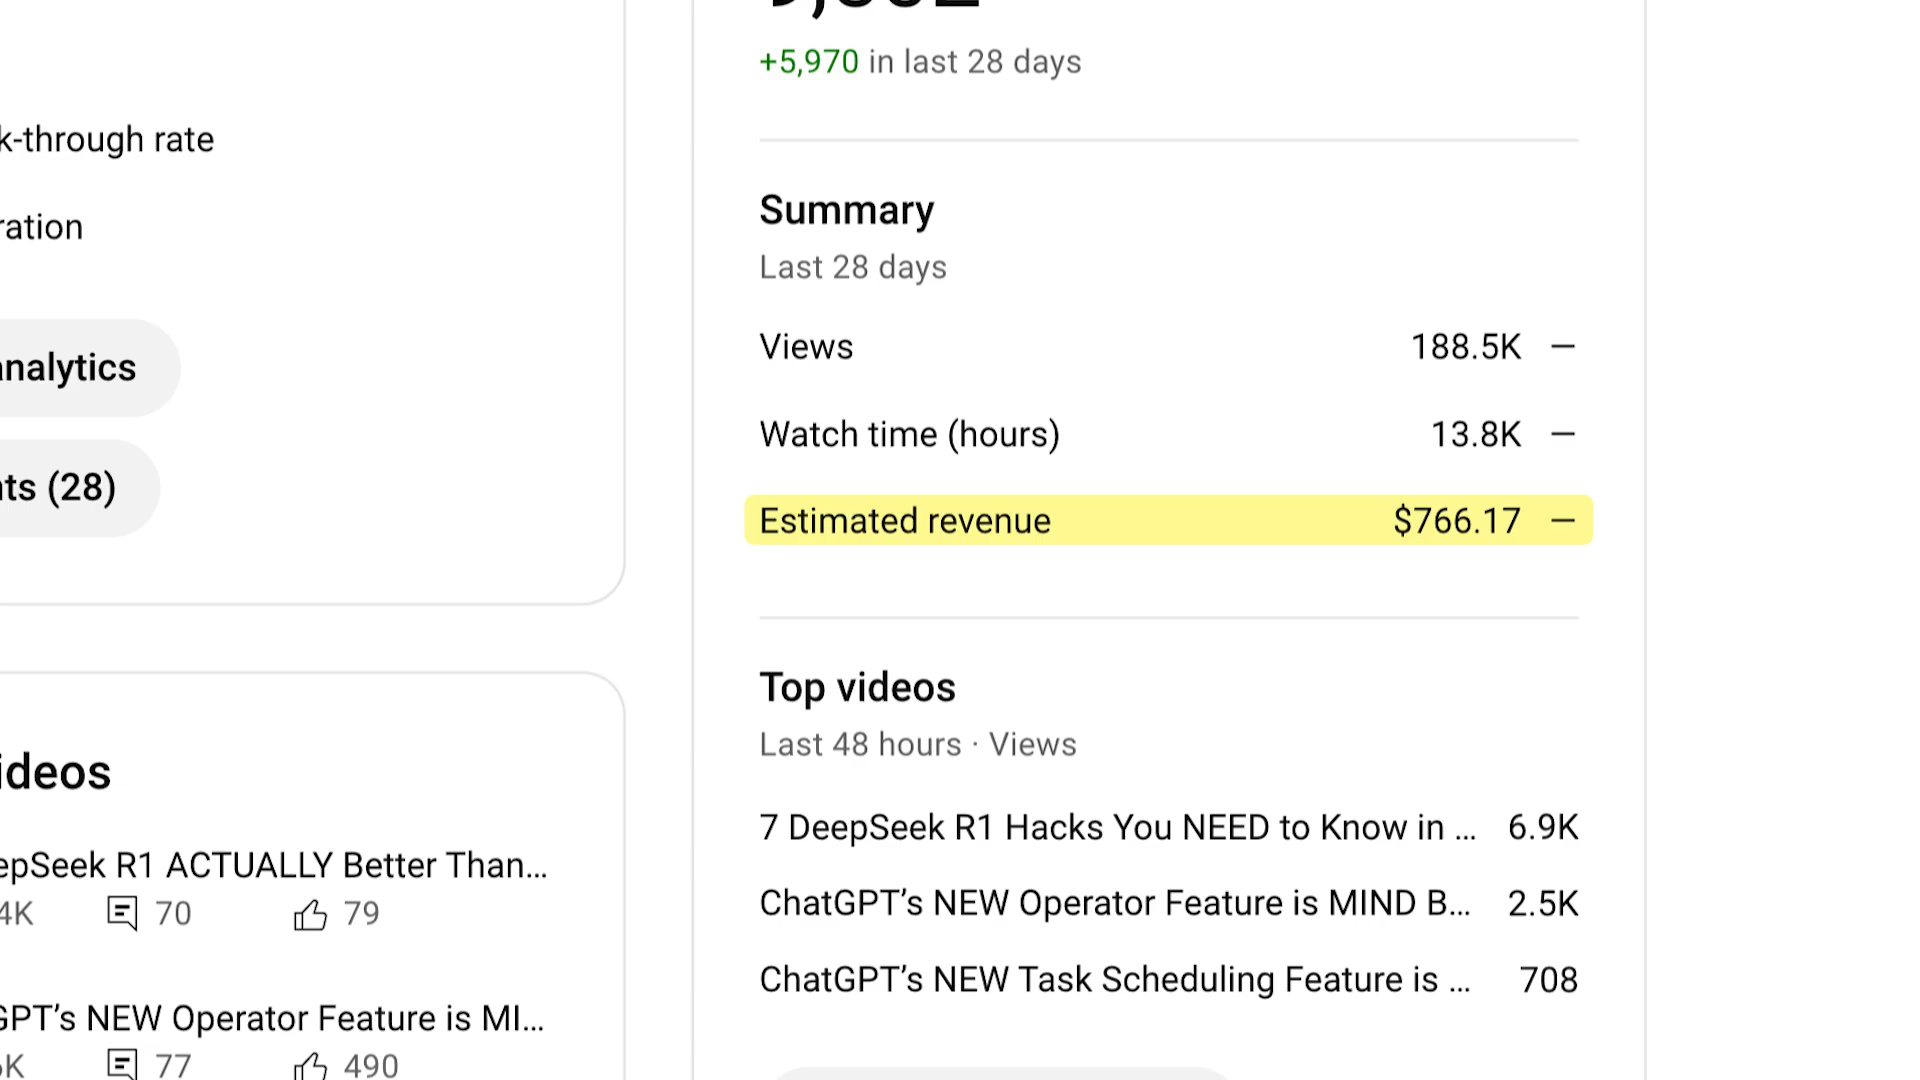 +5,970 in last 28 days
k-through rate
ration
Summary
Last 28 days
Views 188.5K —
analytics
Watch time (hours) 13.8K —
ts (28)
Estimated revenue $766.17 —
Top videos
Last 48 hours · Views
ideos
7 DeepSeek R1 Hacks You NEED to Know in ... 6.9K
epSeek R1 ACTUALLY Better Than...
4K 70 79
ChatGPT’s NEW Operator Feature is MIND B... 2.5K
ChatGPT’s NEW Task Scheduling Feature is ... 708
GPT’s NEW Operator Feature is MI...
K 77 490